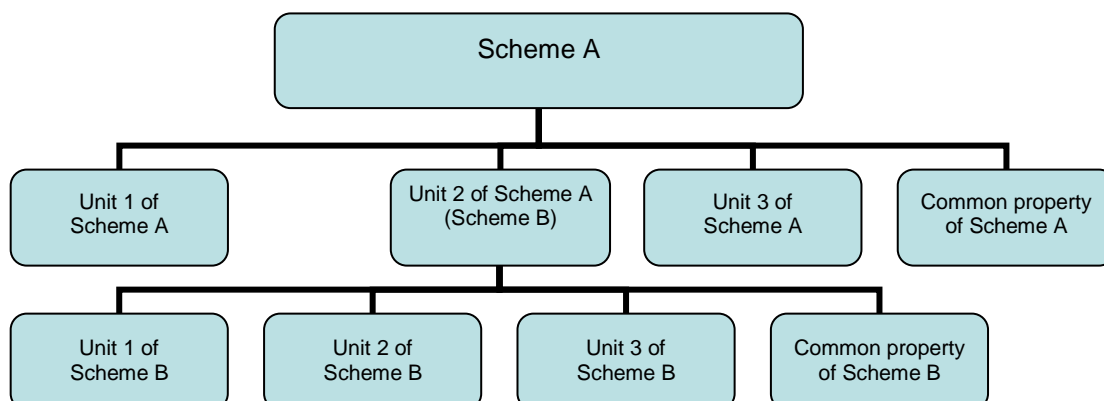 Scheme A
Unit 1 of
Scheme A
Unit 2 of Scheme A
(Scheme B)
Unit 3 of
Scheme A
Common property
of Scheme A
Unit 1 of
Scheme B
Unit 2 of
Scheme B
Unit 3 of
Scheme B
Common property
of Scheme B